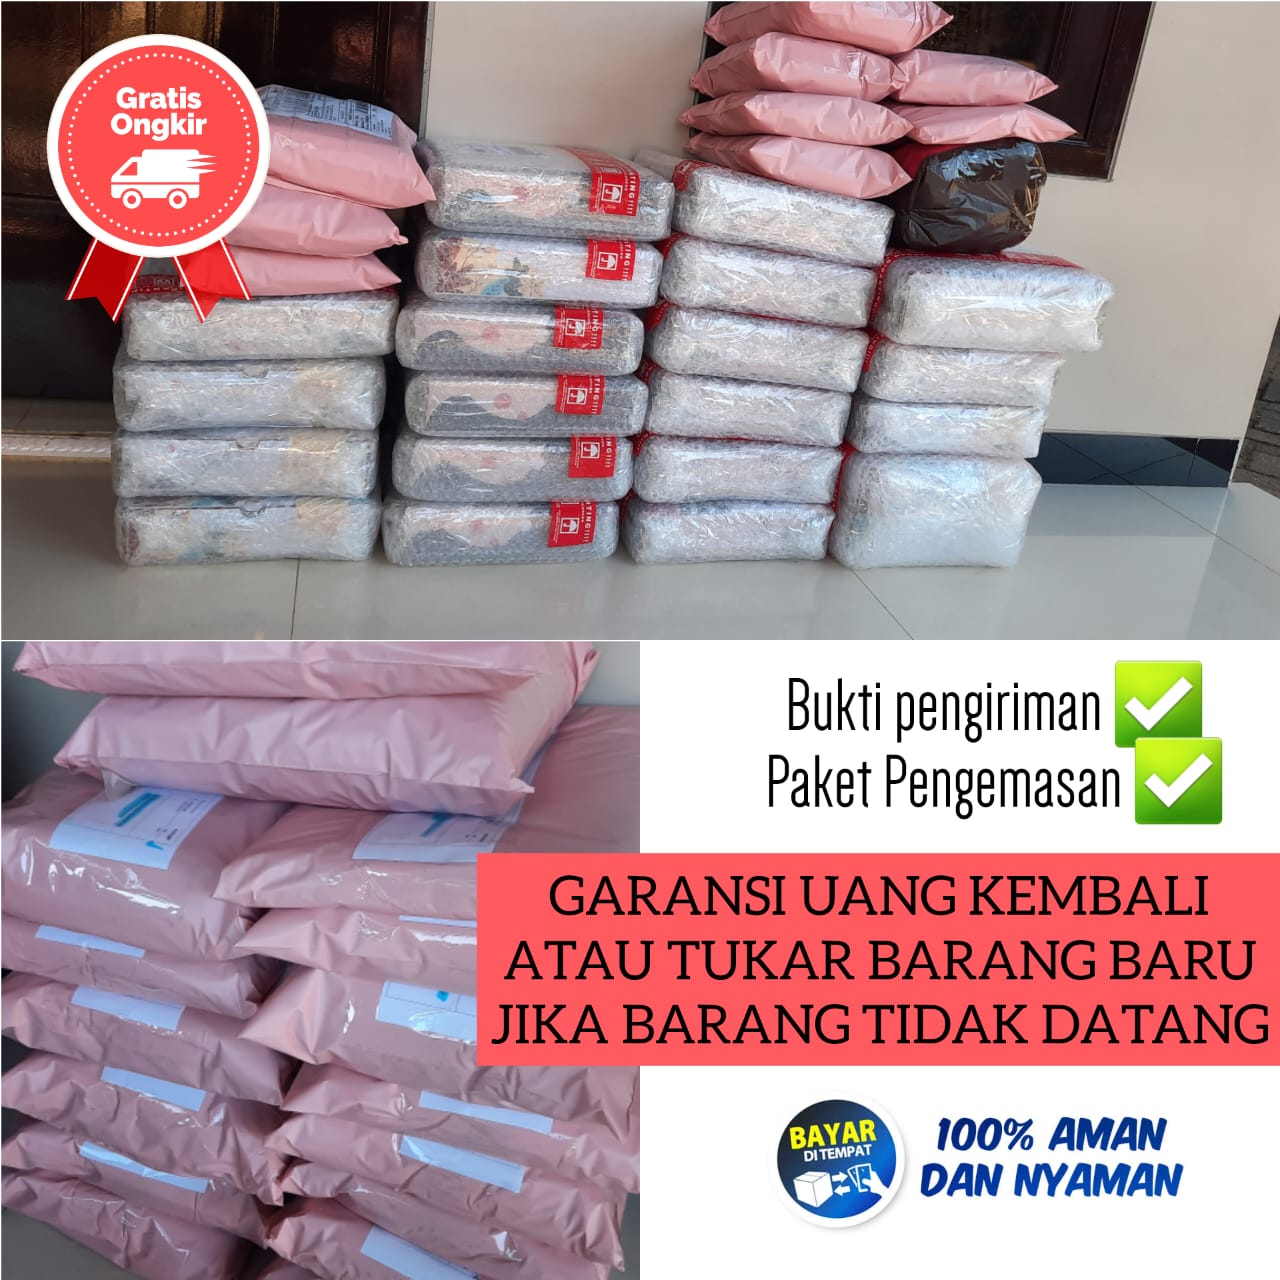 Gratis
Ongkir
Bukti pengiriman
Paket Pengemasan
GARANSI UANG KEMBALI
ATAU TUKAR BARANG BARU
JIKA BARANG TIDAK DATANG
BAYAR
DI TEMPAT
100% AMAN
DAN NYAMAN